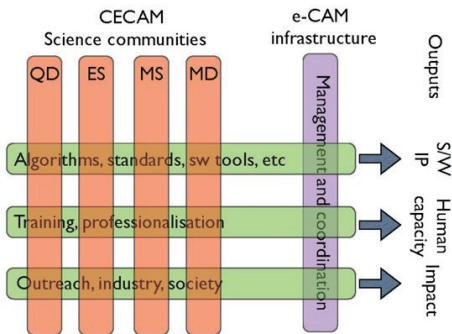 CECAM
Science communities
e-CAM
infrastructure
Outputs
QD ES MS MD
Management and coordination
Algorithms, standards, sw tools, etc
S/W
IP
Training, professionalisation
Human
capacity
Outreach, industry, society
Impact